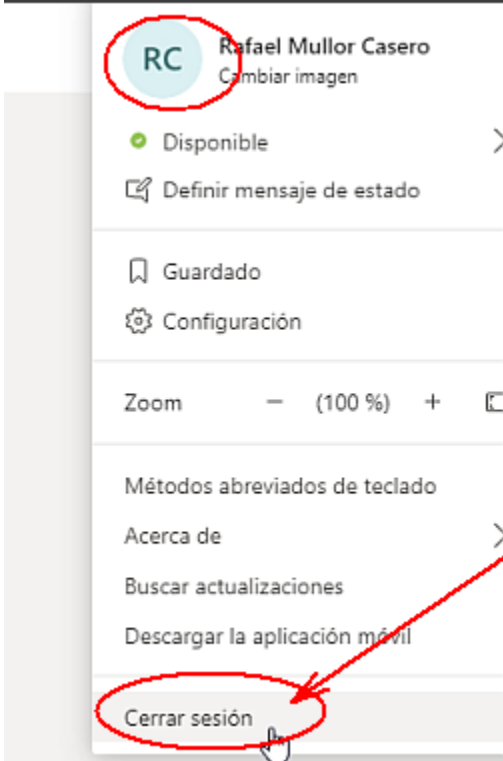 RC
Rafael Mullor Casero
Cambiar imagen
Disponible
Definir mensaje de estado
Guardado
Configuración
Zoom — (100 %) +
Métodos abreviados de teclado
Acerca de
Buscar actualizaciones
Descargar la aplicación móvil
Cerrar sesión